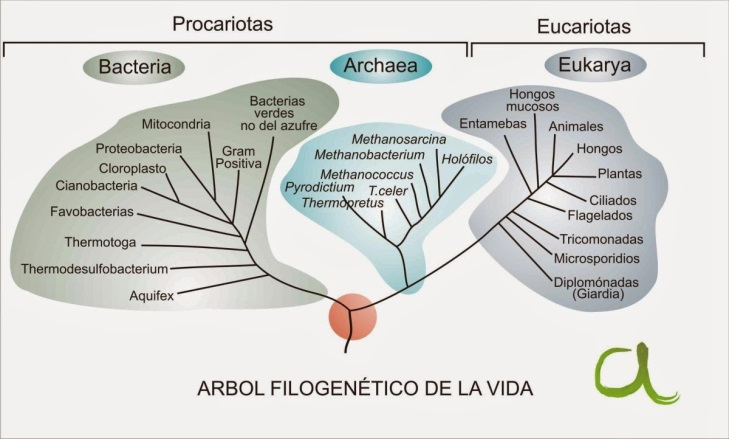 Procariotas
Eucariotas
Bacteria
Archaea
Eukarya
Bacterias
verdes
no del azufre
Mitocondria
Proteobacteria
Gram
Positiva
Cloroplasto
Cianobacteria
Favobacterias
Thermotoga
Thermodesulfobacterium
Aquifex
Methanosarcina
Methanobacterium
Holófilos
Methanococcus
Pyrodictium
T.celer
Thermopretus
Hongos
mucosos
Entamebas
Animales
Hongos
Plantas
Ciliados
Flagelados
Tricomonadas
Microsporidios
Diplomónadas
(Giardia)
ARBOL FILOGENÉTICO DE LA VIDA